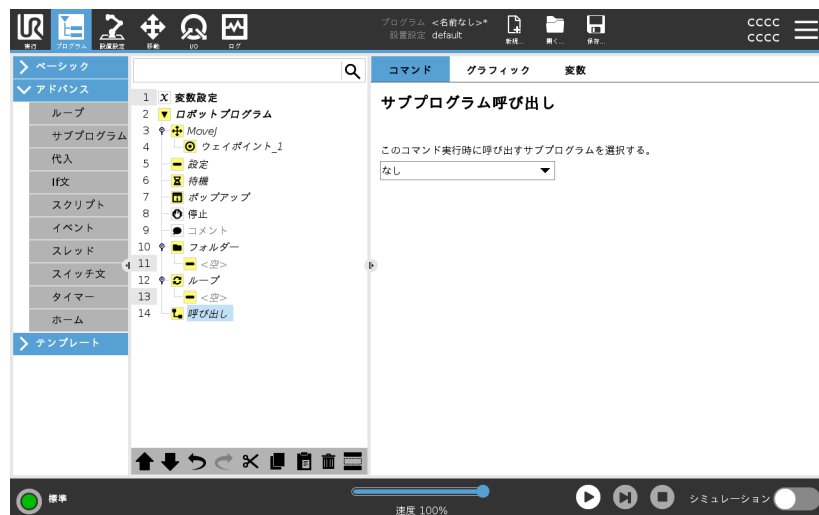 UR
実行
プログラム
設置設定
移動
I/O
ログ
プログラム <名前なし>*
設置設定 default
新規...
開く...
保存...
CCCC
CCCC
ベーシック
アドバンス
ループ
サブプログラム
代入
If文
スクリプト
イベント
スレッド
スイッチ文
タイマー
ホーム
テンプレート
1 X 変数設定
2 ロボットプログラム
3 MoveJ
4 ウェイポイント_1
5 設定
6 待機
7 ポップアップ
8 停止
9 コメント
10 フォルダー
11 <空>
12 ループ
13 <空>
14 呼び出し
コマンド グラフィック 変数
サブプログラム呼び出し
このコマンド実行時に呼び出すサブプログラムを選択する。
なし
標準
速度 100%
シミュレーション